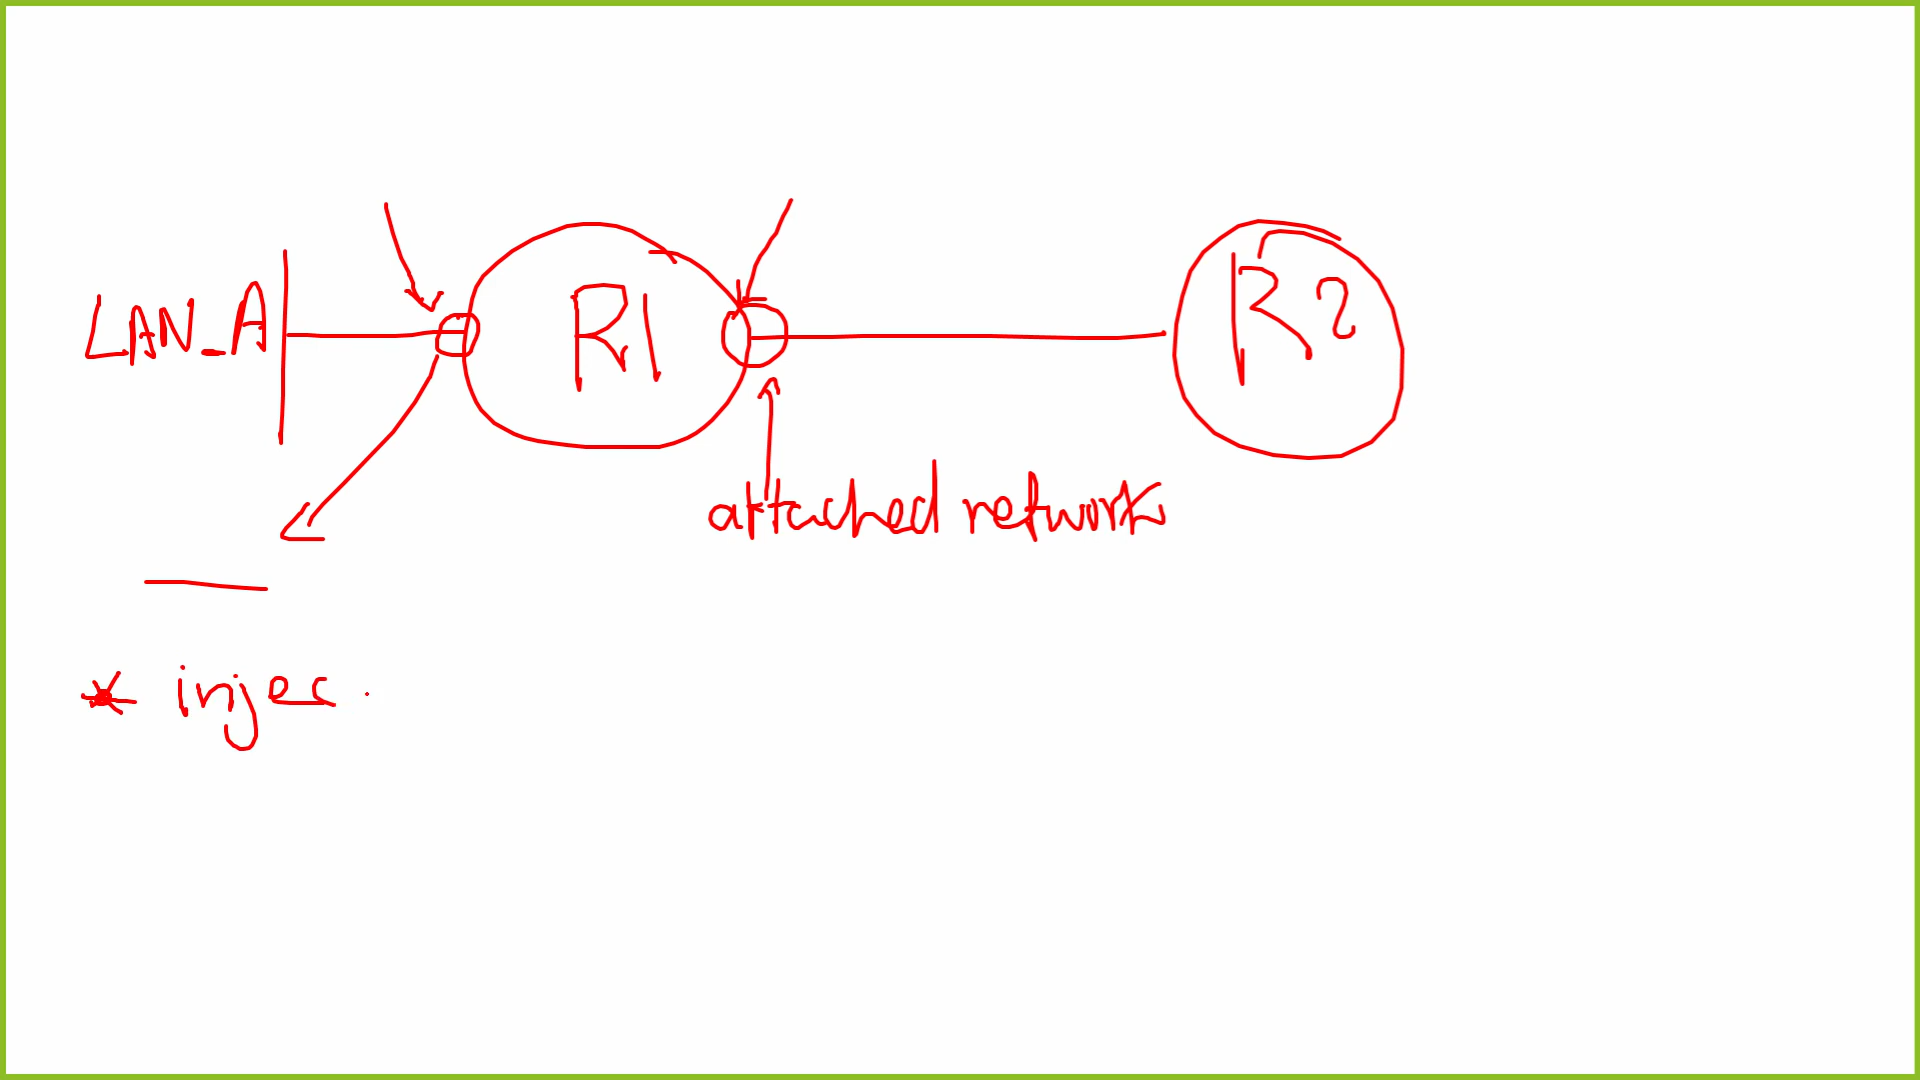 LAN_A R1 R2
attached network
* injec.